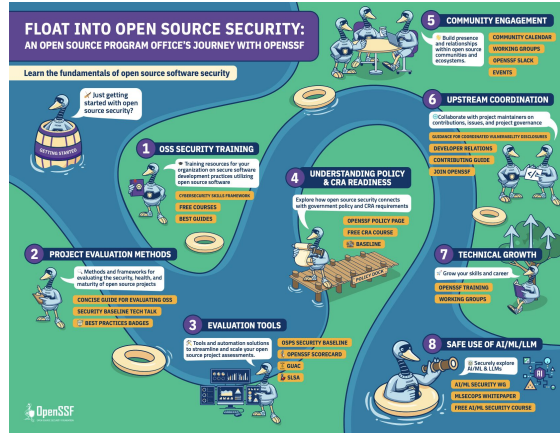 FLOAT INTO OPEN SOURCE SECURITY:
AN OPEN SOURCE PROGRAM OFFICE'S JOURNEY WITH OPENSSF
Learn the fundamentals of open source software security
Just getting
started with open
source security?
GETTING STARTED
1 OSS SECURITY TRAINING
Training resources for your
organization on secure software
development practices utilizing
open source software
CYBERSECURITY SKILLS FRAMEWORK
FREE COURSES
BEST GUIDES
2 PROJECT EVALUATION METHODS
Methods and frameworks for
evaluating the security, health, and
maturity of open source projects
CONCISE GUIDE FOR EVALUATING OSS
SECURITY BASELINE TECH TALK
BEST PRACTICES BADGES
3 EVALUATION TOOLS
Tools and automation solutions
to streamline and scale your open
source project assessments.
OSPS SECURITY BASELINE
OPENSSF SCORECARD
GUAC
SLSA
4 UNDERSTANDING POLICY
& CRA READINESS
Explore how open source security connects
with government policy and CRA requirements
OPENSSF POLICY PAGE
FREE CRA COURSE
BASELINE
POLICY DOCK
5 COMMUNITY ENGAGEMENT
Build presence
and relationships
within open source
communities and
ecosystems.
COMMUNITY CALENDAR
WORKING GROUPS
OPENSSF SLACK
EVENTS
6 UPSTREAM COORDINATION
Collaborate with project maintainers on
contributions, issues, and project governance
GUIDANCE FOR COORDINATED VULNERABILITY DISCLOSURES
DEVELOPER RELATIONS
CONTRIBUTING GUIDE
JOIN OPENSSF
</>
7 TECHNICAL GROWTH
Grow your skills and career
OPENSSF TRAINING
WORKING GROUPS
8 SAFE USE OF AI/ML/LLM
Securely explore
AI/ML & LLMs
AI
AI/ML SECURITY WG
MLSECOPS WHITEPAPER
FREE AI/ML SECURITY COURSE
OpenSSF